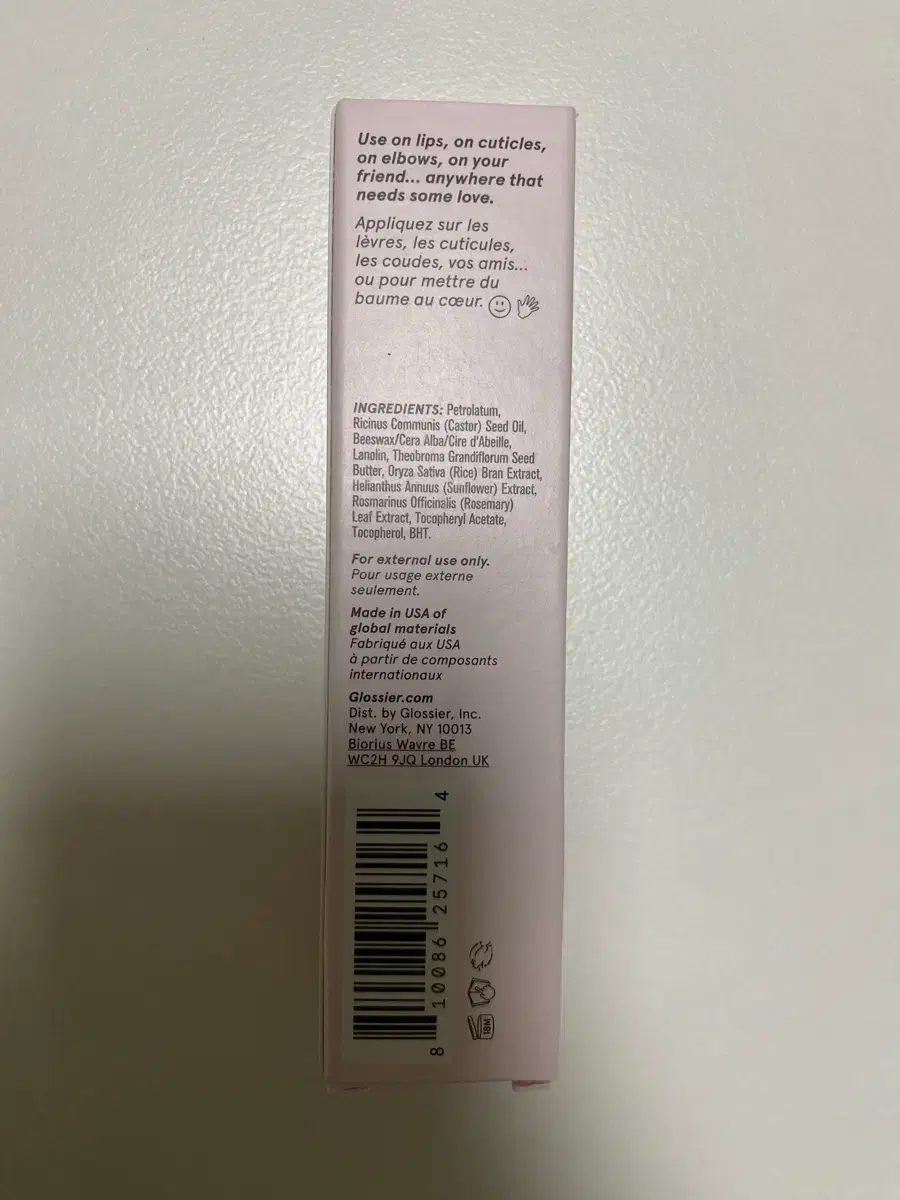 Use on lips, on cuticles,
on elbows, on your
friend... anywhere that
needs some love.
Appliquez sur les
lèvres, les cuticules,
les coudes, vos amis...
ou pour mettre du
baume au cœur.
INGREDIENTS: Petrolatum,
Ricinus Communis (Castor) Seed Oil,
Beeswax/Cera Alba/Cire d'Abeille,
Lanolin, Theobroma Grandiflorum Seed
Butter, Oryza Sativa (Rice) Bran Extract,
Helianthus Annuus (Sunflower) Extract,
Rosmarinus Officinalis (Rosemary)
Leaf Extract, Tocopheryl Acetate,
Tocopherol, BHT.
For external use only.
Pour usage externe
seulement.
Made in USA of
global materials
Fabriqué aux USA
à partir de composants
internationaux
Glossier.com
Dist. by Glossier, Inc.
New York, NY 10013
Biorius Wavre BE
WC2H 9JQ London UK
8 10086 25716 4
18M